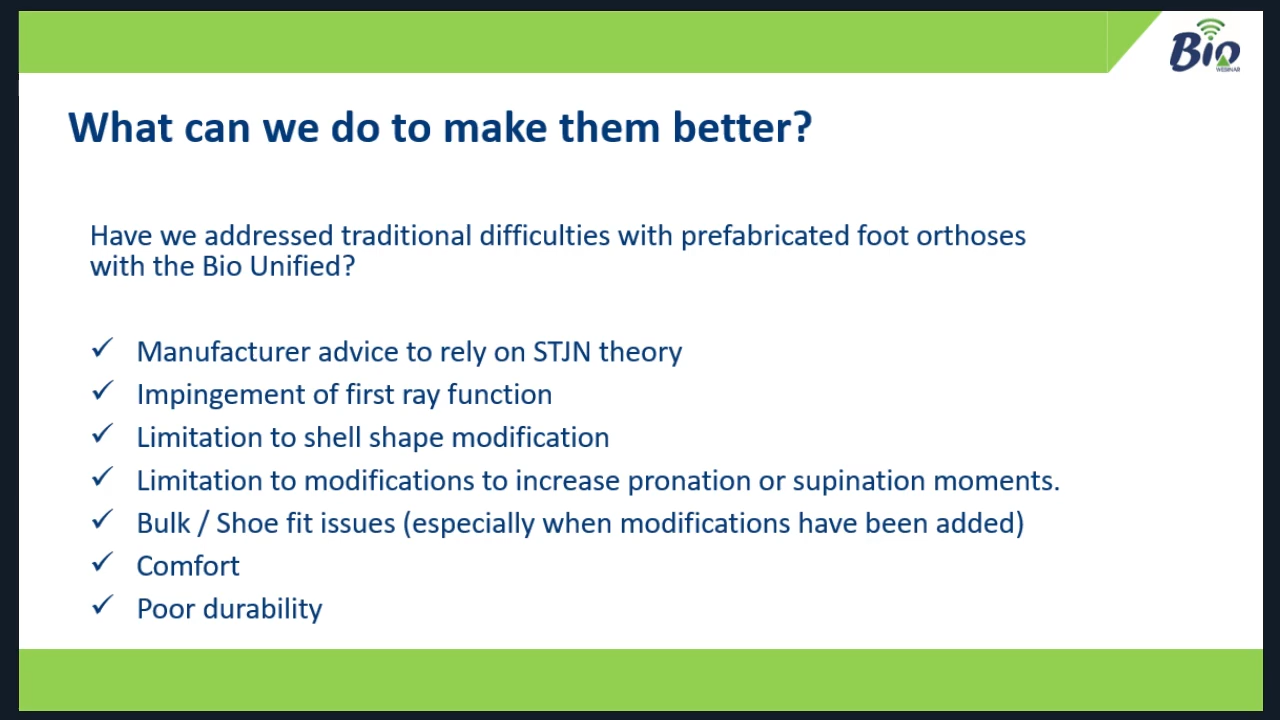 Bio
WEBINAR
What can we do to make them better?
Have we addressed traditional difficulties with prefabricated foot orthoses
with the Bio Unified?
✓ Manufacturer advice to rely on STJN theory
✓ Impingement of first ray function
✓ Limitation to shell shape modification
✓ Limitation to modifications to increase pronation or supination moments.
✓ Bulk / Shoe fit issues (especially when modifications have been added)
✓ Comfort
✓ Poor durability